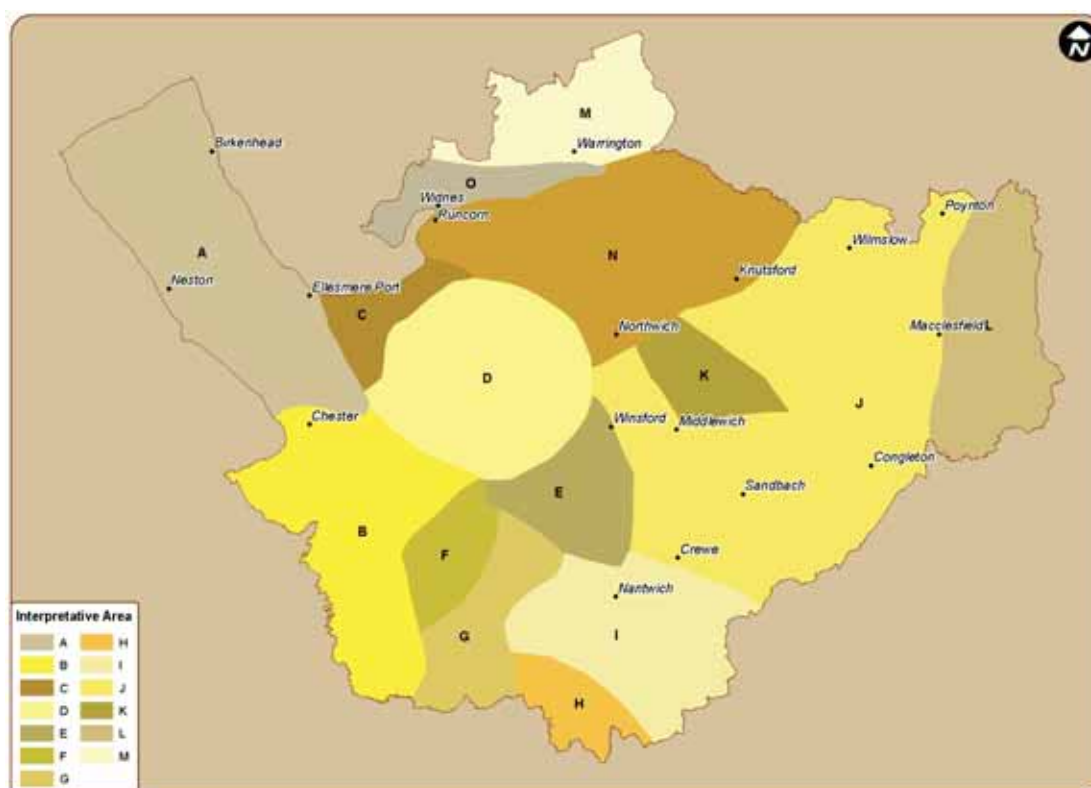 N
M
Birkenhead
Warrington
O
Widnes
Runcorn
Poynton
Wilmslow
A
N
Neston
Ellesmere Port
Knutsford
C
Northwich
Macclesfield
L
D
K
J
Chester
Winsford
Middlewich
Congleton
E
Sandbach
B
F
Crewe
Nantwich
G
I
H
Interpretative Area
A H
B I
C J
D K
E L
F M
G